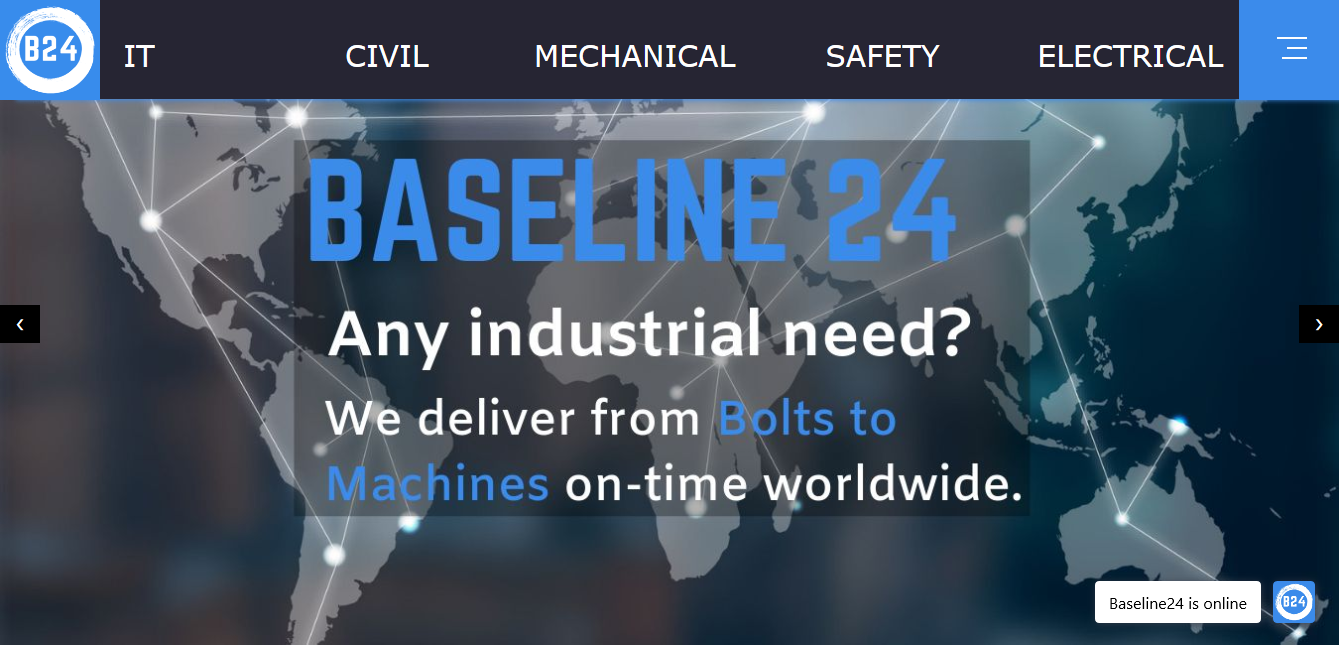 B24
IT
CIVIL
MECHANICAL
SAFETY
ELECTRICAL
BASELINE 24
Any industrial need?
We deliver from Bolts to
Machines on-time worldwide.
‹
›
Baseline24 is online
B24